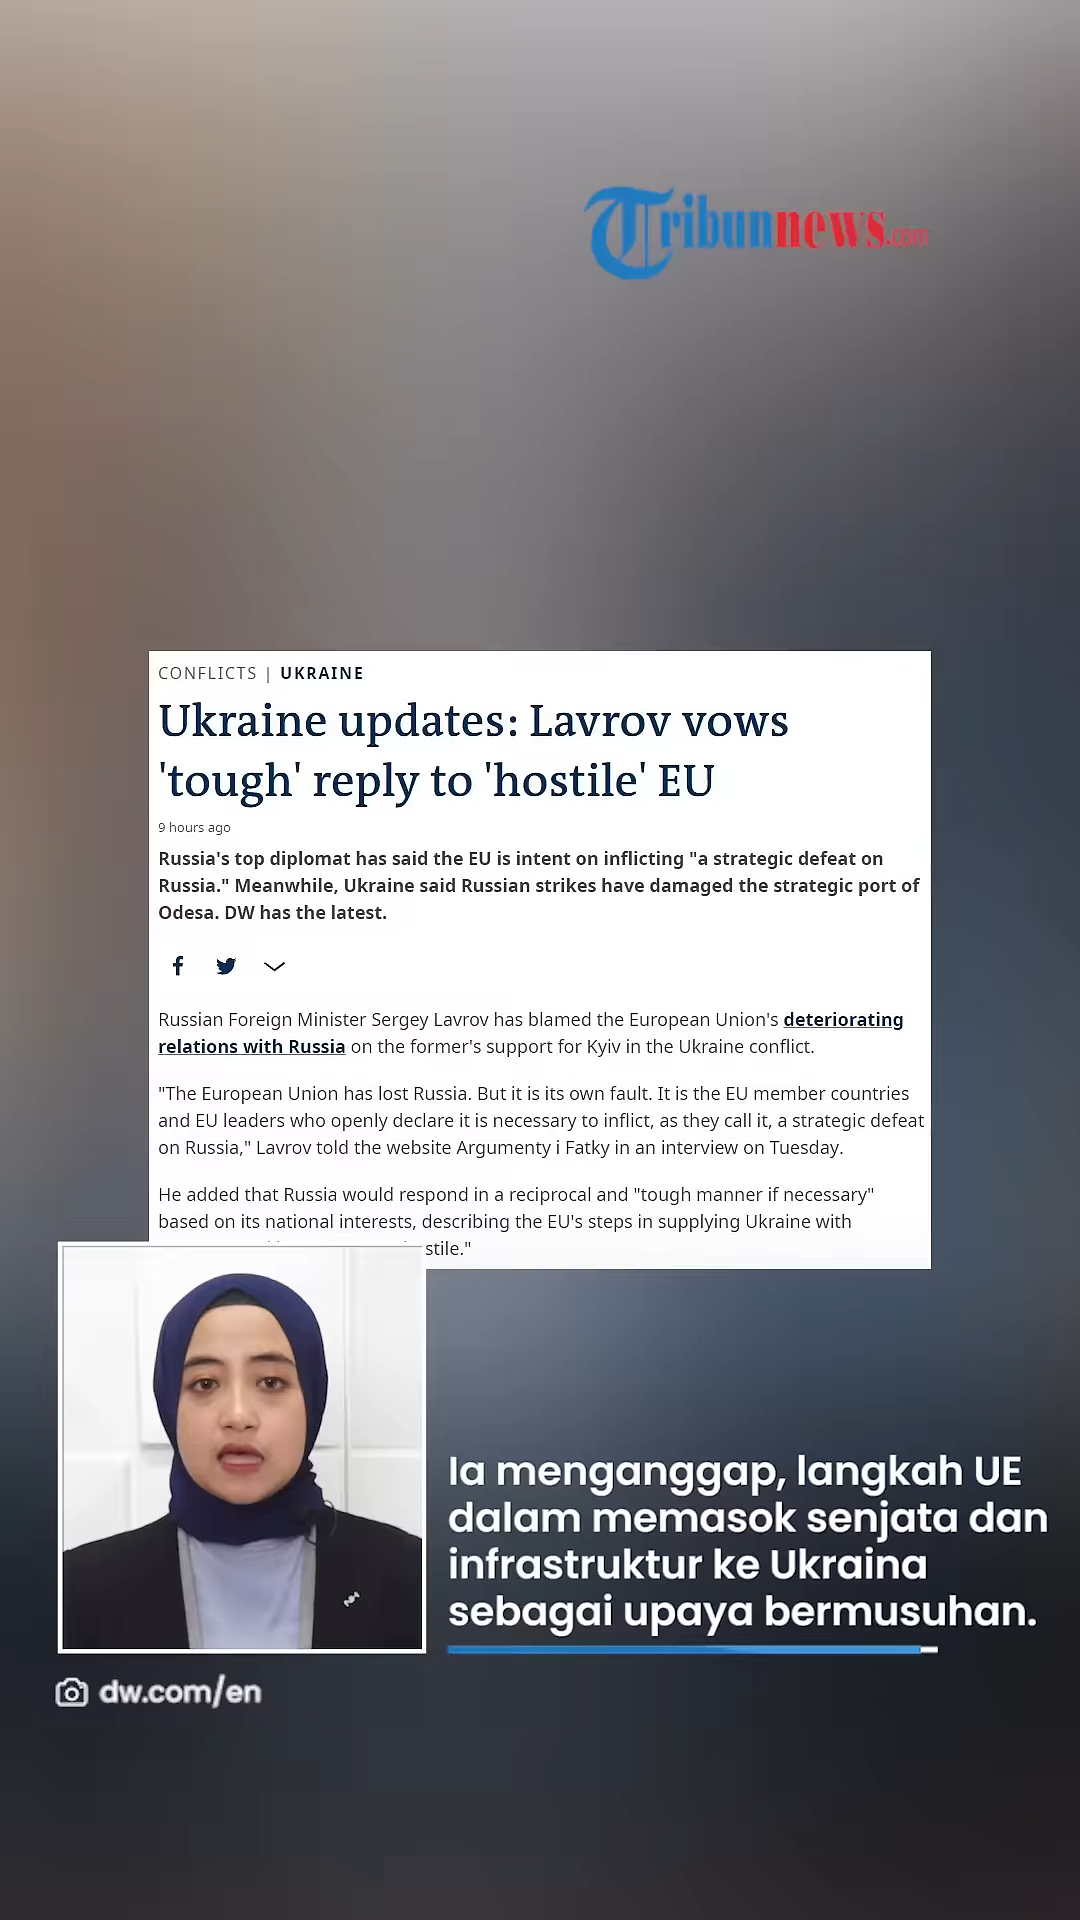 Tribunnews.com
CONFLICTS | UKRAINE
Ukraine updates: Lavrov vows
'tough' reply to 'hostile' EU
9 hours ago
Russia's top diplomat has said the EU is intent on inflicting "a strategic defeat on
Russia." Meanwhile, Ukraine said Russian strikes have damaged the strategic port of
Odesa. DW has the latest.
Russian Foreign Minister Sergey Lavrov has blamed the European Union's deteriorating
relations with Russia on the former's support for Kyiv in the Ukraine conflict.
"The European Union has lost Russia. But it is its own fault. It is the EU member countries
and EU leaders who openly declare it is necessary to inflict, as they call it, a strategic defeat
on Russia," Lavrov told the website Argumenty i Fatky in an interview on Tuesday.
He added that Russia would respond in a reciprocal and "tough manner if necessary"
based on its national interests, describing the EU's steps in supplying Ukraine with
stile."
Ia menganggap, langkah UE
dalam memasok senjata dan
infrastruktur ke Ukraina
sebagai upaya bermusuhan.
dw.com/en